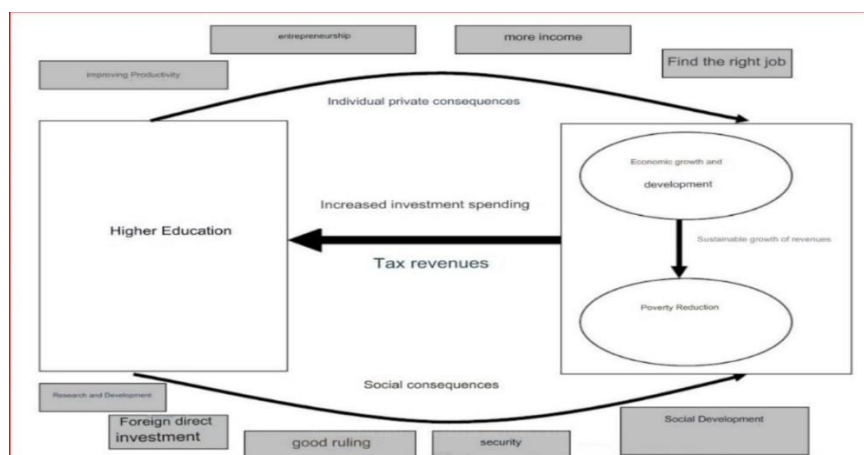 entrepreneurship
more income
Find the right job
improving Productivity
Individual private consequences
Economic growth and
development
Increased investment spending
Higher Education
Sustainable growth of revenues
Tax revenues
Poverty Reduction
Social consequences
Research and Development
Foreign direct
investment
good ruling
security
Social Development